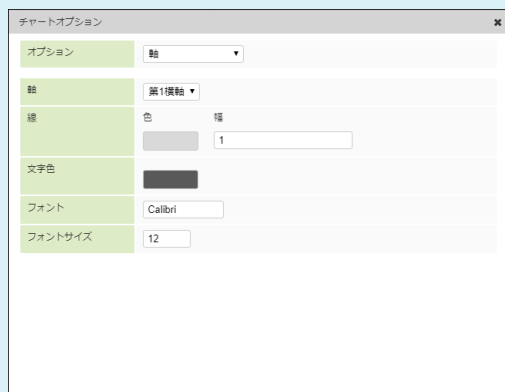 チャートオプション
オプション 軸
軸 第1横軸
線 色 幅
1
文字色
フォント Calibri
フォントサイズ 12